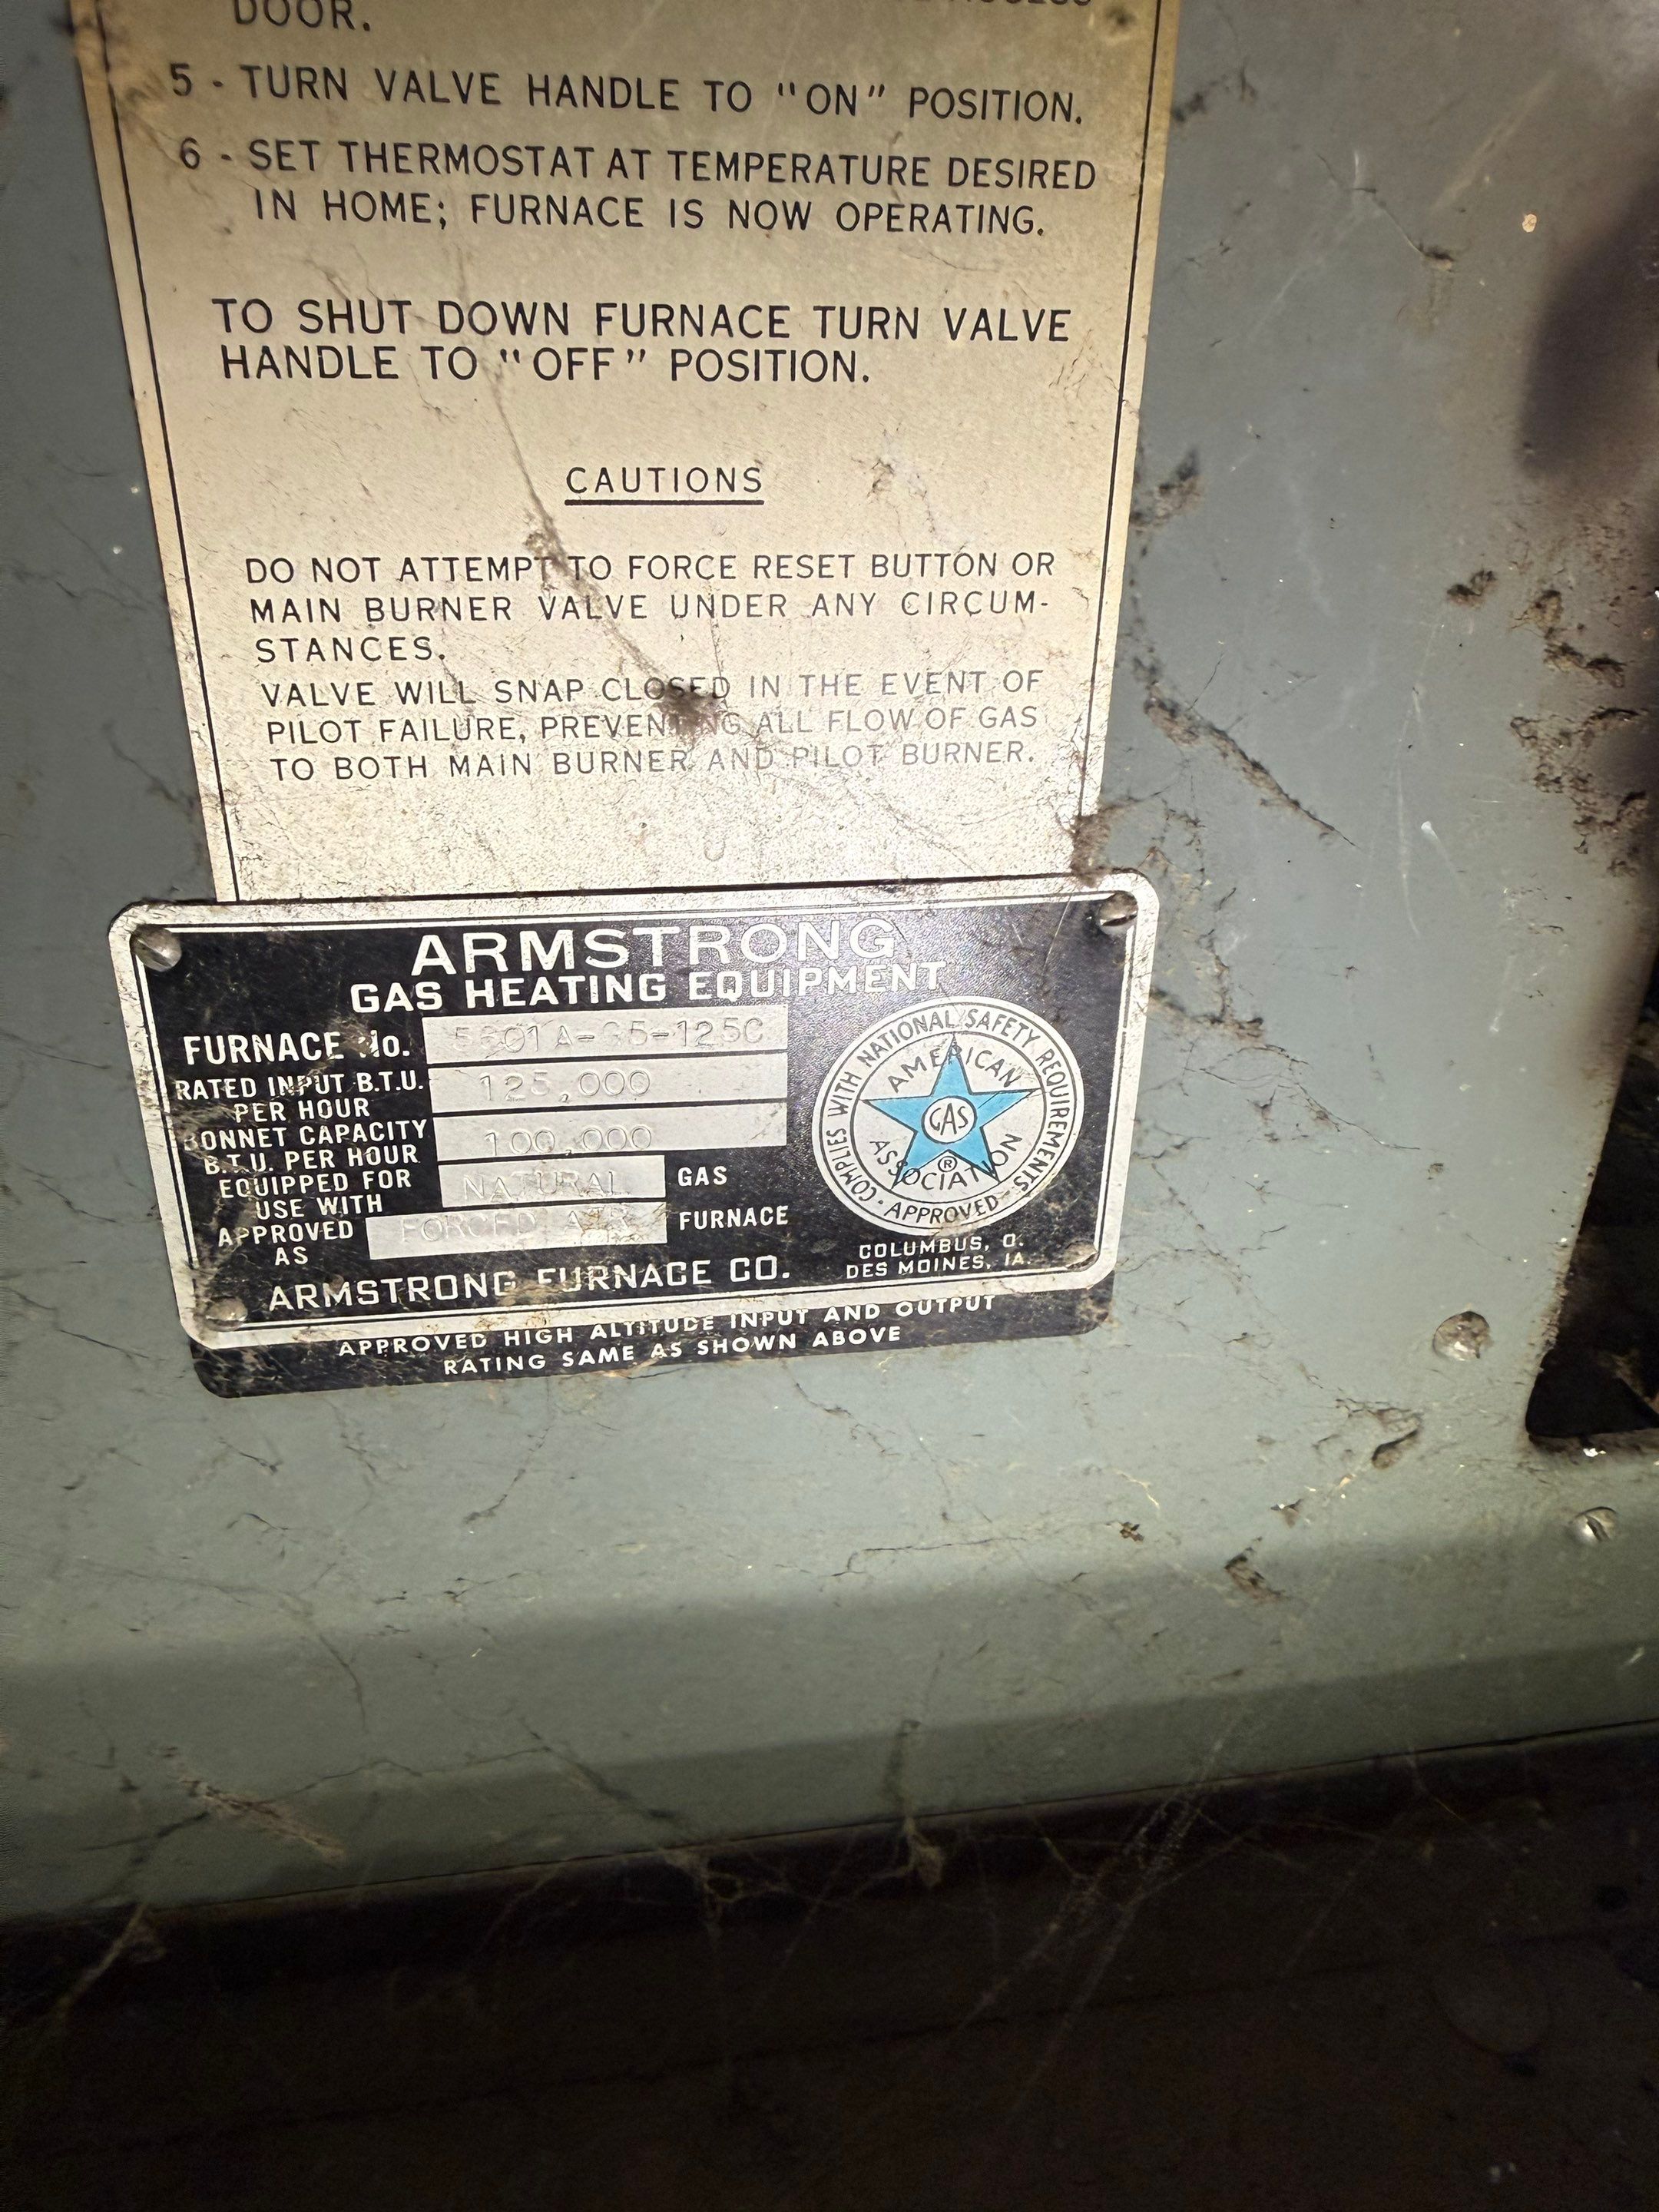 DOOR.
5 - TURN VALVE HANDLE TO "ON" POSITION.
6 - SET THERMOSTAT AT TEMPERATURE DESIRED
IN HOME; FURNACE IS NOW OPERATING.
TO SHUT DOWN FURNACE TURN VALVE
HANDLE TO "OFF" POSITION.
CAUTIONS
DO NOT ATTEMPT TO FORCE RESET BUTTON OR
MAIN BURNER VALVE UNDER ANY CIRCUM-
STANCES.
VALVE WILL SNAP CLOSED IN THE EVENT OF
PILOT FAILURE, PREVENTING ALL FLOW OF GAS
TO BOTH MAIN BURNER AND PILOT BURNER.
ARMSTRONG
GAS HEATING EQUIPMENT
FURNACE No.
RATED INPUT B.T.U.
PER HOUR
125,000
BONNET CAPACITY
B.T.U. PER HOUR
100,000
EQUIPPED FOR
USE WITH
NATURAL GAS
APPROVED
AS
FORCED AIR FURNACE
ARMSTRONG FURNACE CO.
COLUMBUS, O.
DES MOINES, IA.
COMPLIES WITH NATIONAL SAFETY REQUIREMENTS
· APPROVED ·
AMERICAN
GAS
®
ASSOCIATION
APPROVED HIGH ALTITUDE INPUT AND OUTPUT
RATING SAME AS SHOWN ABOVE